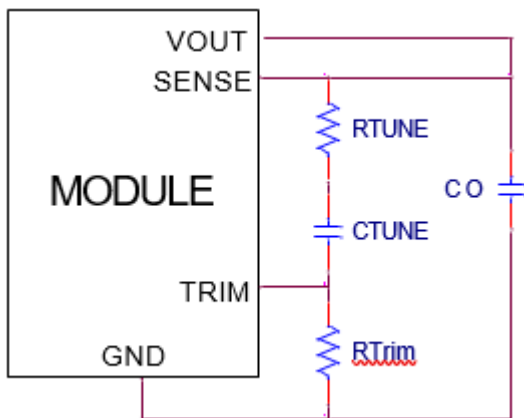 VOUT
SENSE
RTUNE
MODULE
CO
CTUNE
TRIM
GND
RTrim